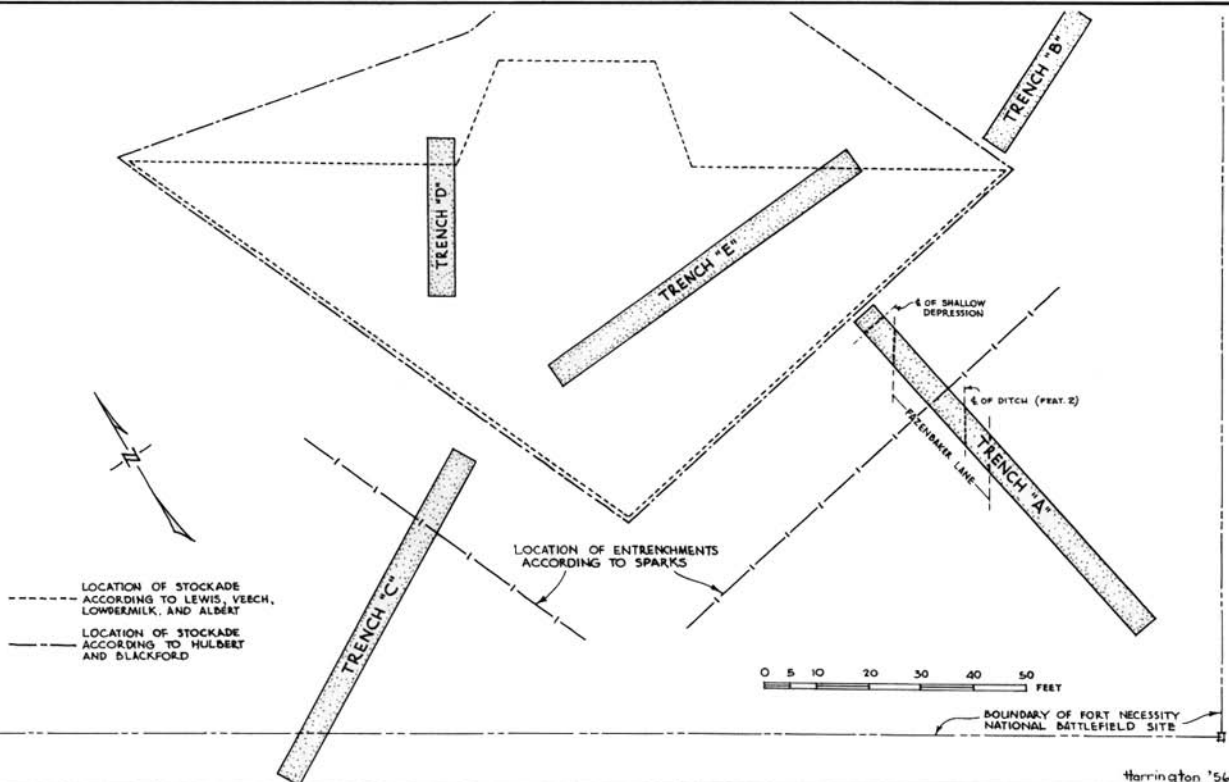 TRENCH "B"
TRENCH "D"
TRENCH "E"
℄ OF SHALLOW
DEPRESSION
℄ OF DITCH (FEAT. 2)
FAZENBAKER LANE
TRENCH "A"
N
LOCATION OF ENTRENCHMENTS
ACCORDING TO SPARKS
TRENCH "C"
LOCATION OF STOCKADE
ACCORDING TO LEWIS, VEECH,
LOWDERMILK, AND ALBERT
LOCATION OF STOCKADE
ACCORDING TO HULBERT
AND BLACKFORD
0 5 10 20 30 40 50
FEET
BOUNDARY OF FORT NECESSITY
NATIONAL BATTLEFIELD SITE
Harrington '56